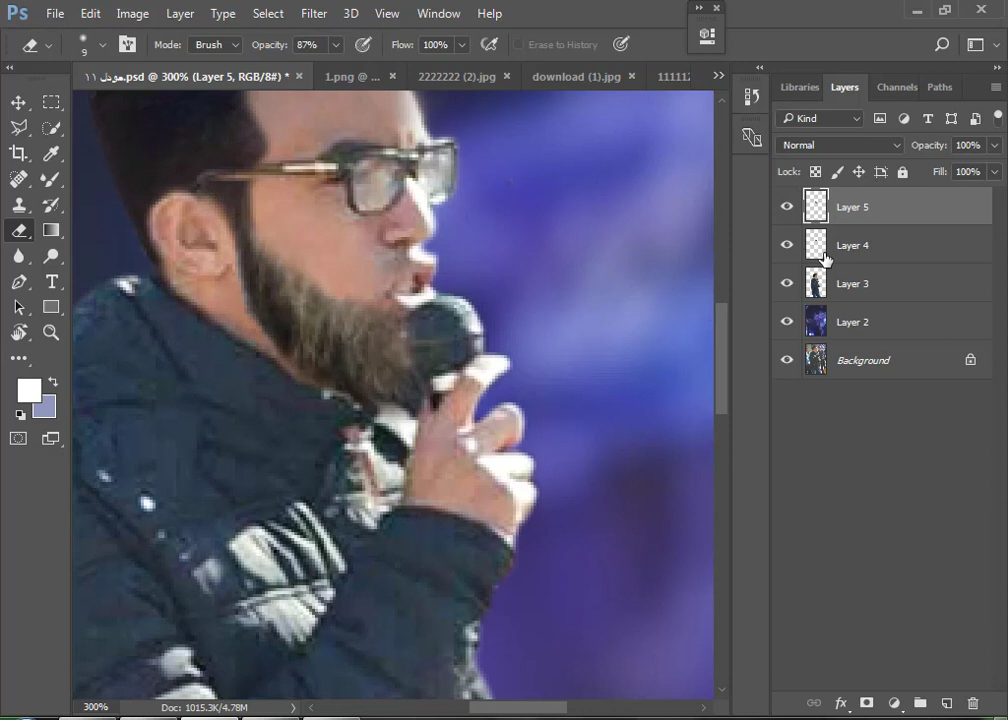 Ps File Edit Image Layer Type Select Filter 3D View Window Help
9 Mode: Brush Opacity: 87% Flow: 100% Erase to History
مودل ١١.psd @ 300% (Layer 5, RGB/8#) * 1.png @ ... 2222222 (2).jpg download (1).jpg 111112
Libraries Layers Channels Paths
Kind
Normal Opacity: 100%
Lock: Fill: 100%
Layer 5
Layer 4
Layer 3
Layer 2
Background
300% Doc: 1015.3K/4.78M